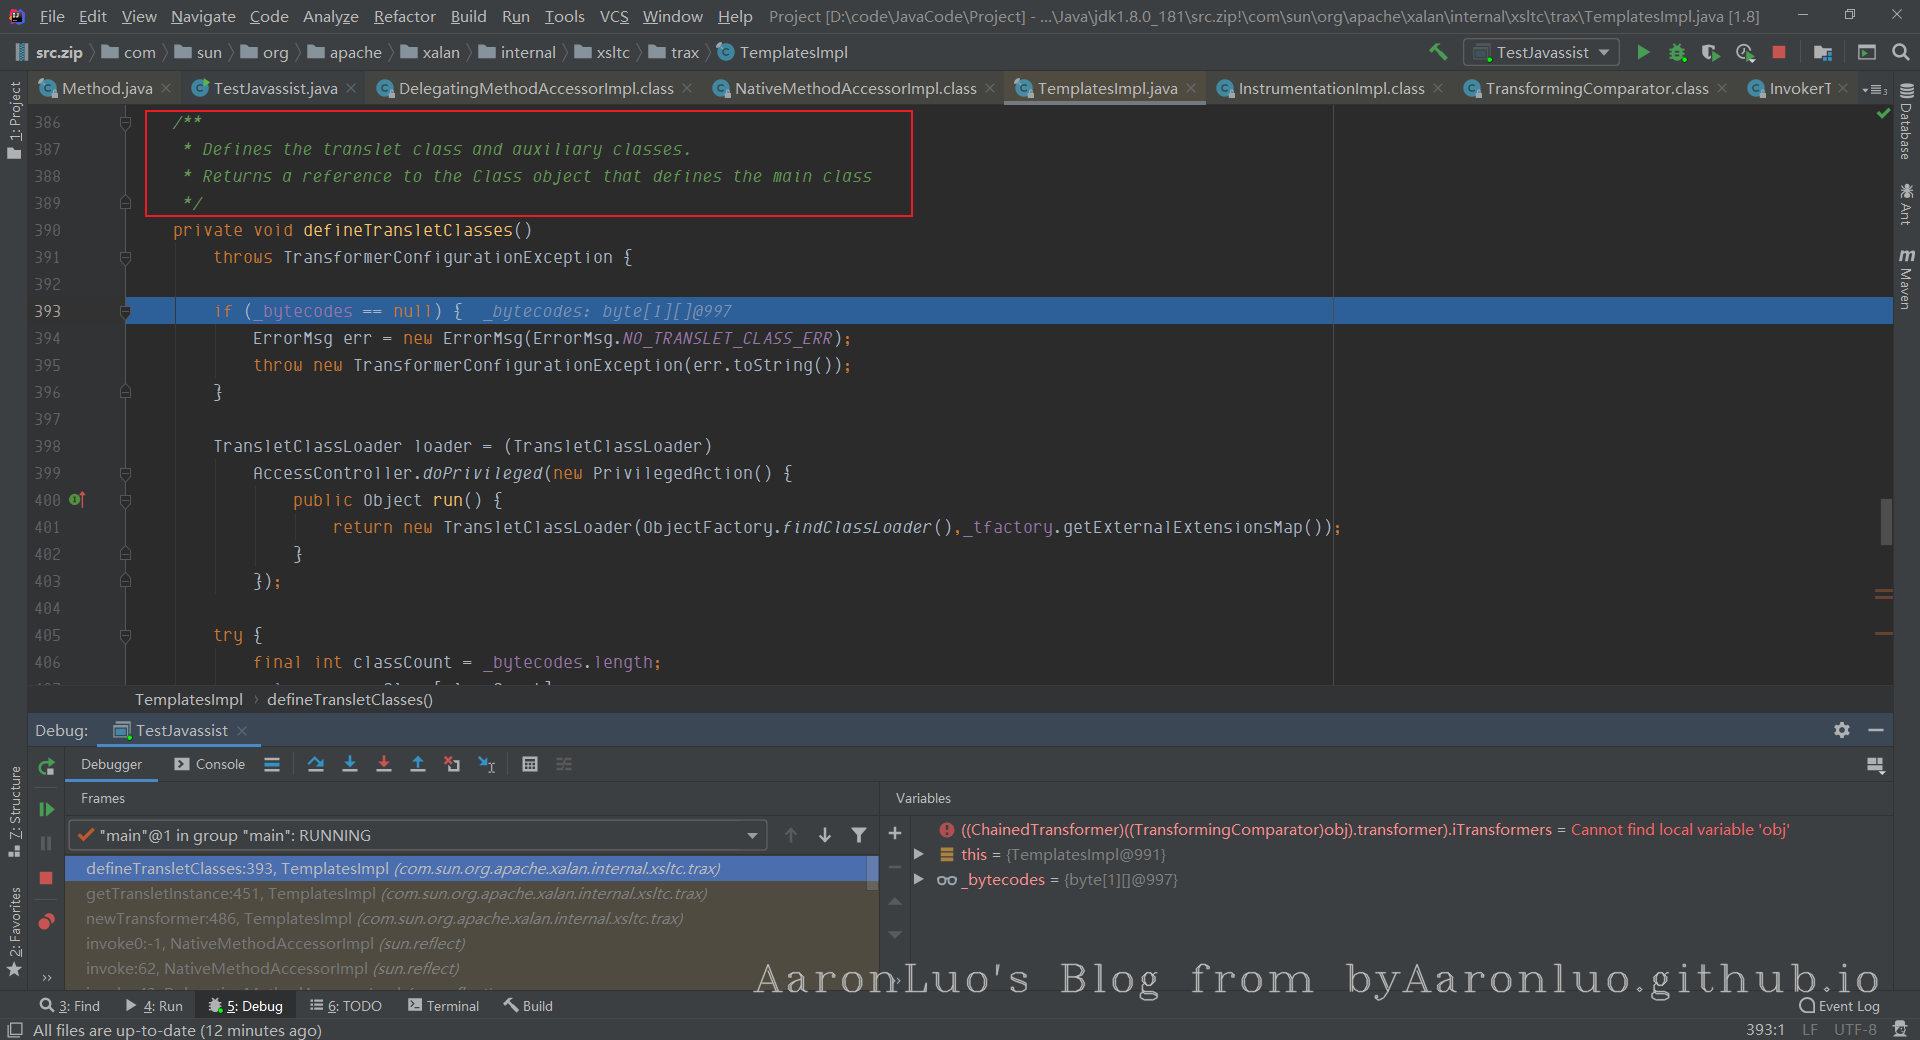 File Edit View Navigate Code Analyze Refactor Build Run Tools VCS Window Help Project [D:\code\JavaCode\Project] - ...\Java\jdk1.8.0_181\src.zip!\com\sun\org\apache\xalan\internal\xsltc\trax\TemplatesImpl.java [1.8]
src.zip com sun org apache xalan internal xsltc trax TemplatesImpl TestJavassist
Method.java TestJavassist.java DelegatingMethodAccessorImpl.class NativeMethodAccessorImpl.class TemplatesImpl.java InstrumentationImpl.class TransformingComparator.class InvokerT
1: Project
Database
Ant
Maven
386 /**
387 * Defines the translet class and auxiliary classes.
388 * Returns a reference to the Class object that defines the main class
389 */
390 private void defineTransletClasses()
391 throws TransformerConfigurationException {
392
393 if (_bytecodes == null) { _bytecodes: byte[1][]@997
394 ErrorMsg err = new ErrorMsg(ErrorMsg.NO_TRANSLET_CLASS_ERR);
395 throw new TransformerConfigurationException(err.toString());
396 }
397
398 TransletClassLoader loader = (TransletClassLoader)
399 AccessController.doPrivileged(new PrivilegedAction() {
400 public Object run() {
401 return new TransletClassLoader(ObjectFactory.findClassLoader(),_tfactory.getExternalExtensionsMap());
402 }
403 });
404
405 try {
406 final int classCount = _bytecodes.length;
TemplatesImpl › defineTransletClasses()
Debug: TestJavassist
Debugger Console
7: Structure
2: Favorites
Frames Variables
"main"@1 in group "main": RUNNING
defineTransletClasses:393, TemplatesImpl (com.sun.org.apache.xalan.internal.xsltc.trax)
getTransletInstance:451, TemplatesImpl (com.sun.org.apache.xalan.internal.xsltc.trax)
newTransformer:486, TemplatesImpl (com.sun.org.apache.xalan.internal.xsltc.trax)
invoke0:-1, NativeMethodAccessorImpl (sun.reflect)
invoke:62, NativeMethodAccessorImpl (sun.reflect)
((ChainedTransformer)((TransformingComparator)obj).transformer).iTransformers = Cannot find local variable 'obj'
this = {TemplatesImpl@991}
_bytecodes = {byte[1][]@997}
AaronLuo's Blog from byAaronluo.github.io
3: Find 4: Run 5: Debug 6: TODO Terminal Build Event Log
All files are up-to-date (12 minutes ago) 393:1 LF UTF-8